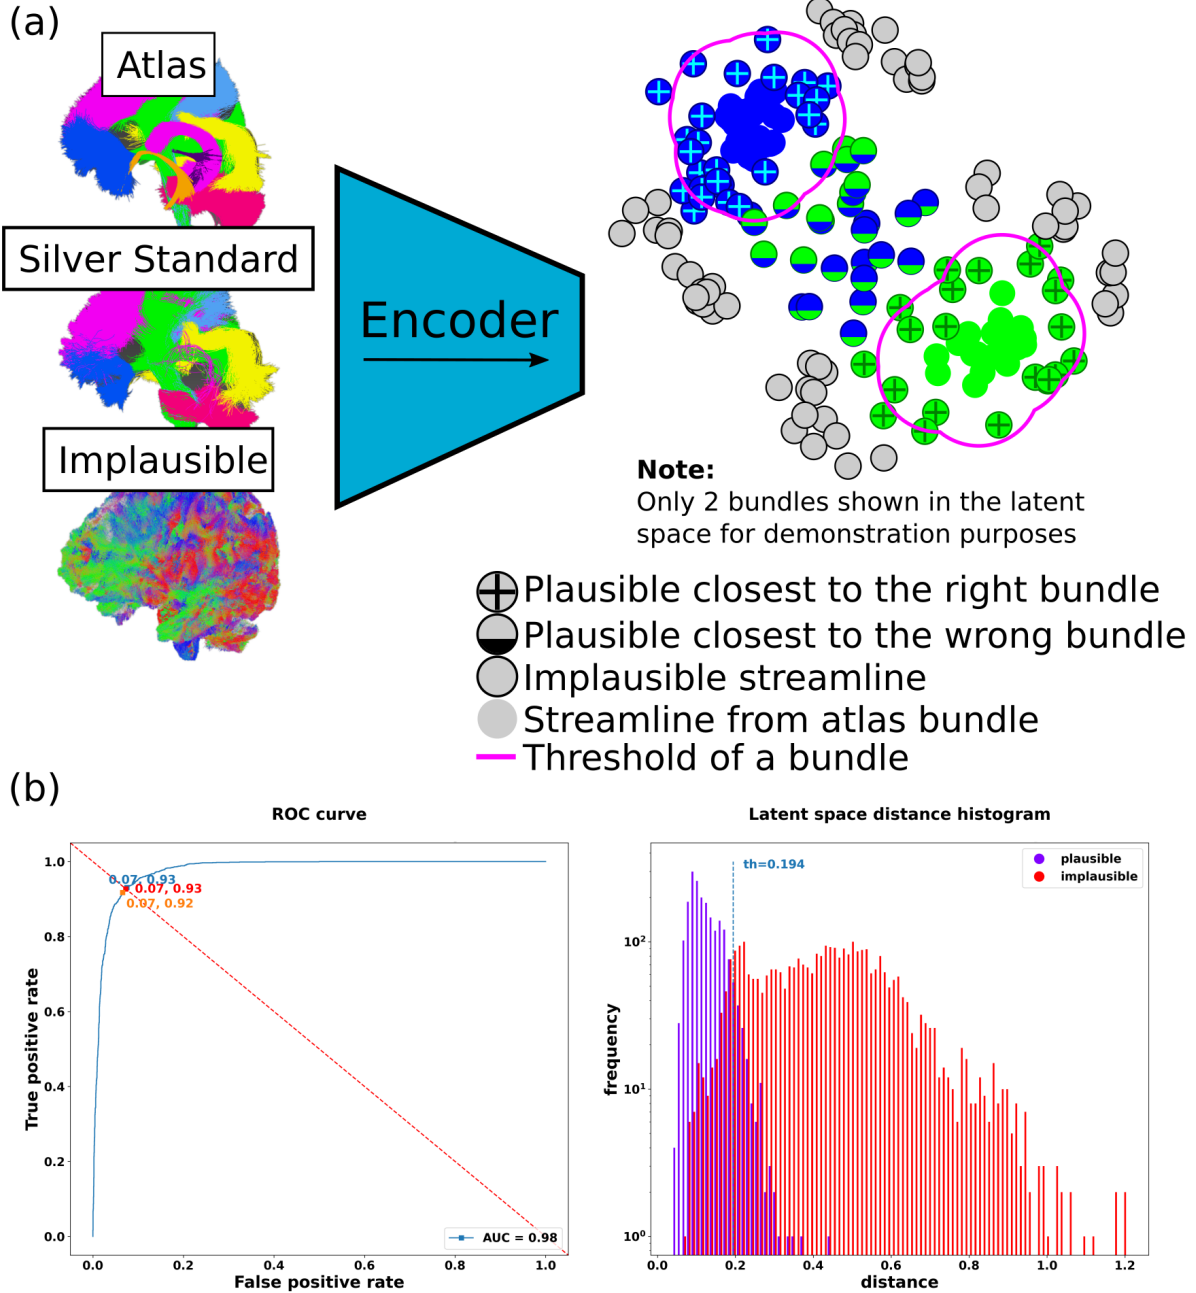 (a)
Atlas
Silver Standard
Implausible
Encoder
Note:
Only 2 bundles shown in the latent
space for demonstration purposes
Plausible closest to the right bundle
Plausible closest to the wrong bundle
Implausible streamline
Streamline from atlas bundle
Threshold of a bundle
(b)
ROC curve
1.0
0.8
0.6
0.4
0.2
0.0
True positive rate
0.07, 0.93
0.07, 0.93
0.07, 0.92
AUC = 0.98
0.0 0.2 0.4 0.6 0.8 1.0
False positive rate
Latent space distance histogram
th=0.194
plausible
implausible
10²
10¹
10⁰
frequency
0.0 0.2 0.4 0.6 0.8 1.0 1.2
distance